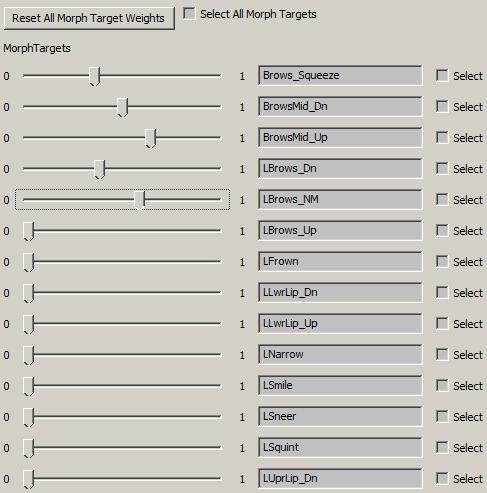 Reset All Morph Target Weights Select All Morph Targets
MorphTargets
0 1 Brows_Squeeze Select
0 1 BrowsMid_Dn Select
0 1 BrowsMid_Up Select
0 1 LBrows_Dn Select
0 1 LBrows_NM Select
0 1 LBrows_Up Select
0 1 LFrown Select
0 1 LLwrLip_Dn Select
0 1 LLwrLip_Up Select
0 1 LNarrow Select
0 1 LSmile Select
0 1 LSneer Select
0 1 LSquint Select
0 1 LUprLip_Dn Select